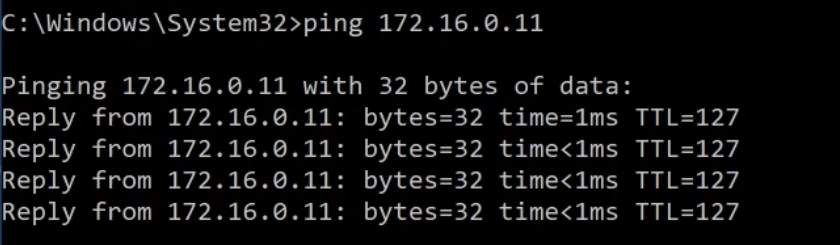 C:\Windows\System32>ping 172.16.0.11
Pinging 172.16.0.11 with 32 bytes of data:
Reply from 172.16.0.11: bytes=32 time=1ms TTL=127
Reply from 172.16.0.11: bytes=32 time<1ms TTL=127
Reply from 172.16.0.11: bytes=32 time<1ms TTL=127
Reply from 172.16.0.11: bytes=32 time<1ms TTL=127